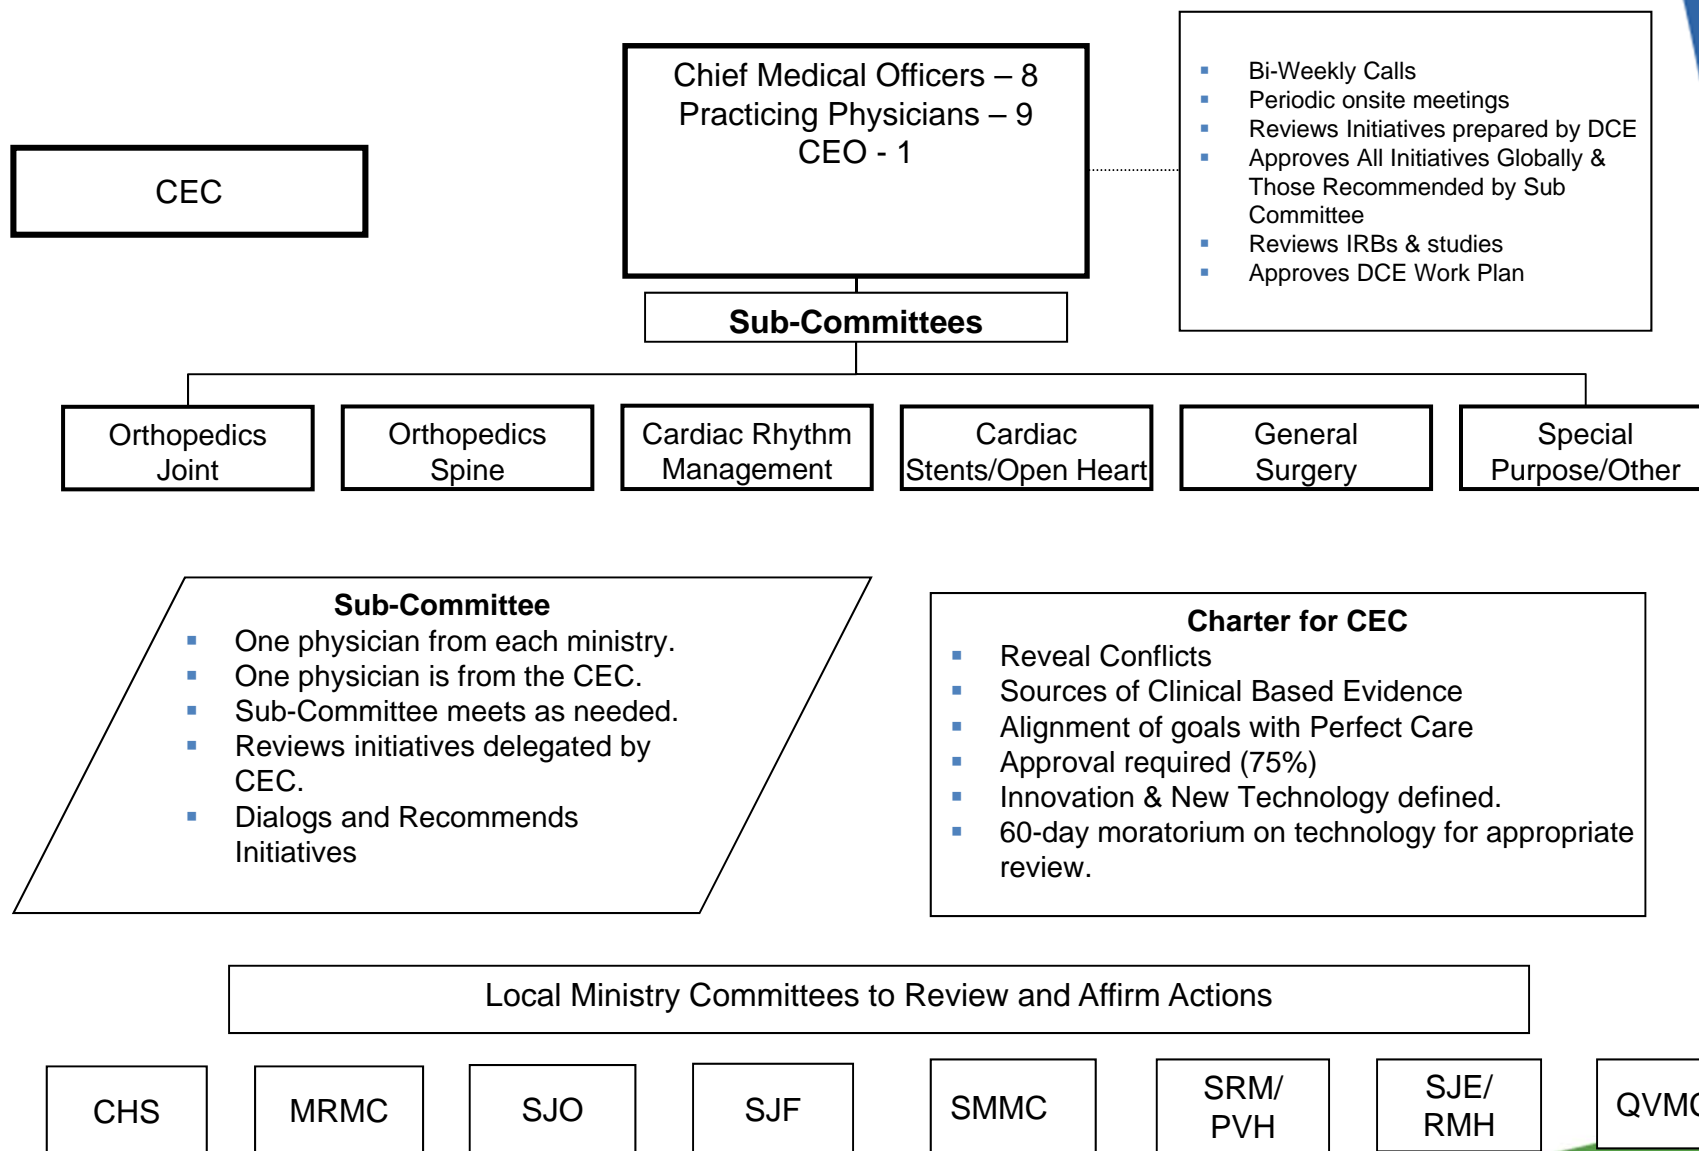 Chief Medical Officers – 8
Practicing Physicians – 9
CEO - 1
▪ Bi-Weekly Calls
▪ Periodic onsite meetings
▪ Reviews Initiatives prepared by DCE
▪ Approves All Initiatives Globally &
Those Recommended by Sub
Committee
▪ Reviews IRBs & studies
▪ Approves DCE Work Plan
CEC
Sub-Committees
Orthopedics
Joint
Orthopedics
Spine
Cardiac Rhythm
Management
Cardiac
Stents/Open Heart
General
Surgery
Special
Purpose/Other
Sub-Committee
▪ One physician from each ministry.
▪ One physician is from the CEC.
▪ Sub-Committee meets as needed.
▪ Reviews initiatives delegated by
CEC.
▪ Dialogs and Recommends
Initiatives
Charter for CEC
▪ Reveal Conflicts
▪ Sources of Clinical Based Evidence
▪ Alignment of goals with Perfect Care
▪ Approval required (75%)
▪ Innovation & New Technology defined.
▪ 60-day moratorium on technology for appropriate
review.
Local Ministry Committees to Review and Affirm Actions
CHS
MRMC
SJO
SJF
SMMC
SRM/
PVH
SJE/
RMH